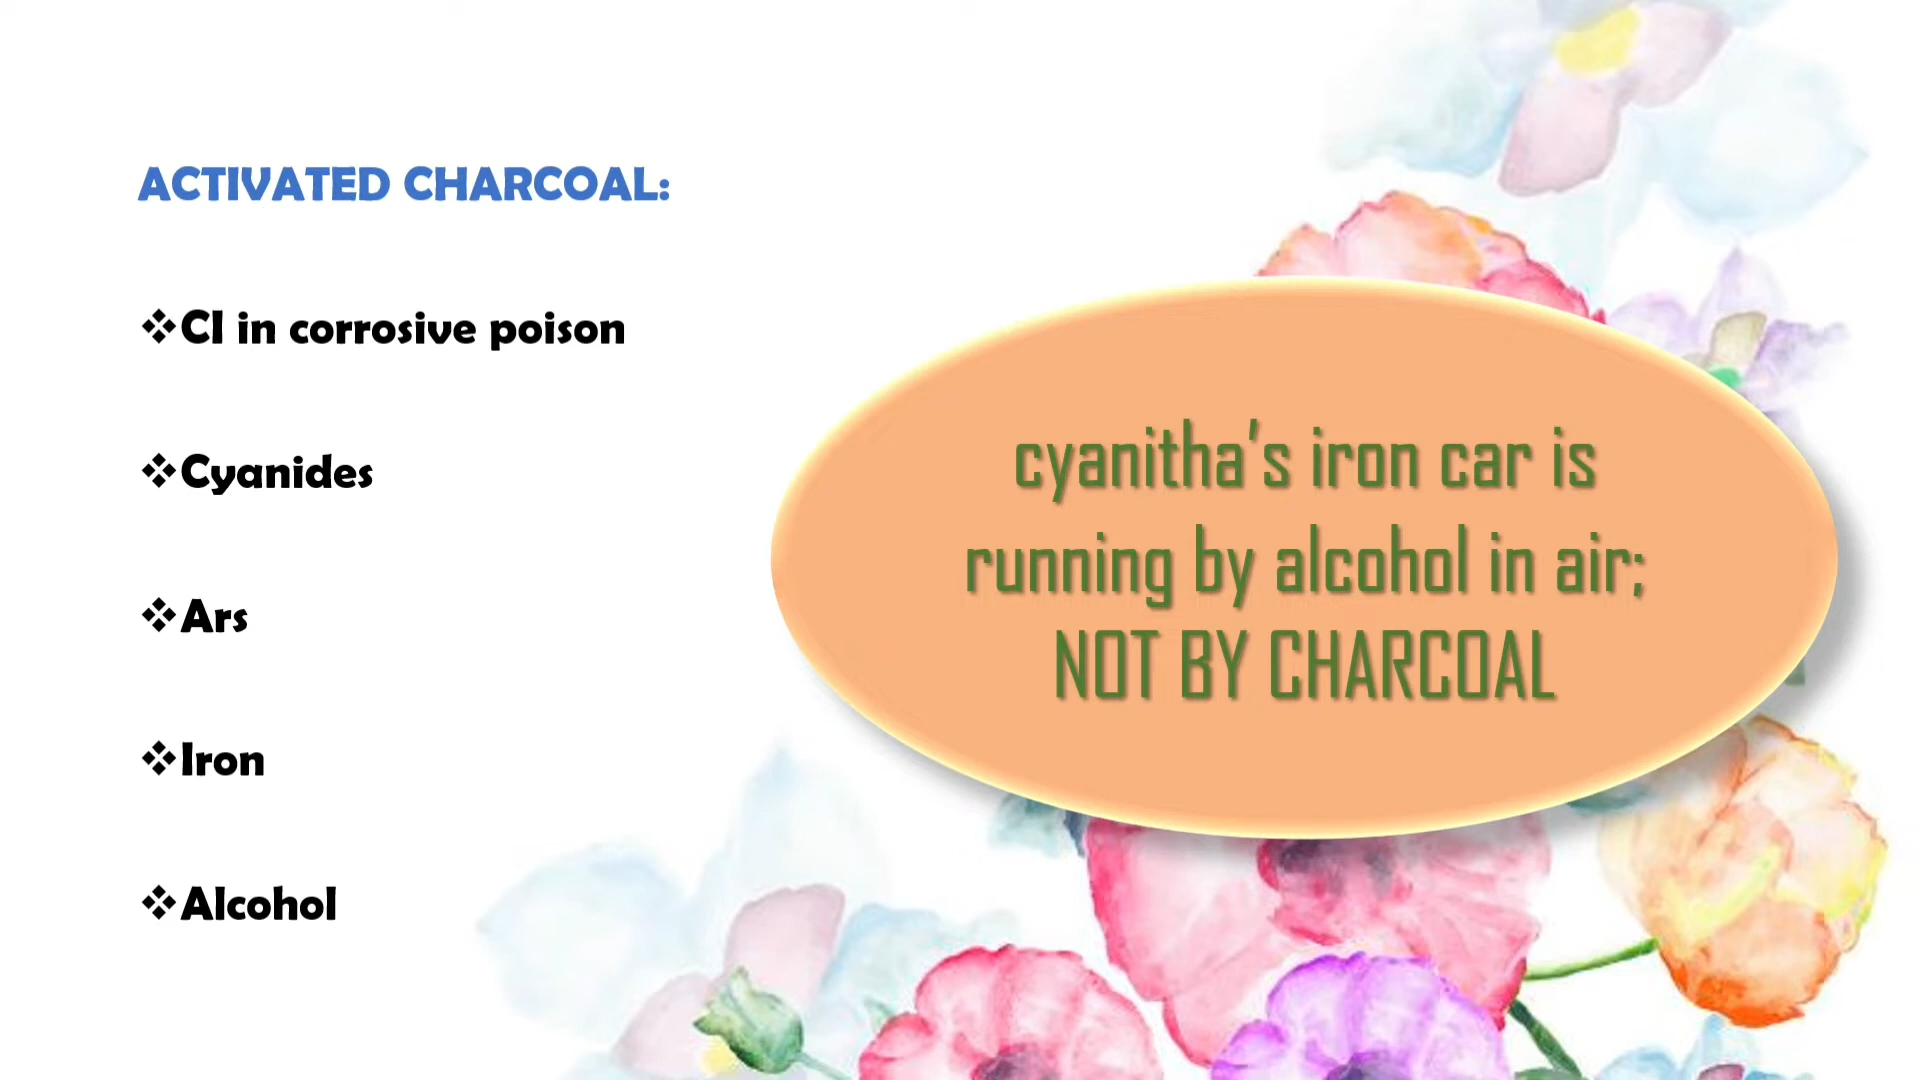 ACTIVATED CHARCOAL:
❖CI in corrosive poison
❖Cyanides
❖Ars
❖Iron
❖Alcohol
cyanitha's iron car is
running by alcohol in air;
NOT BY CHARCOAL